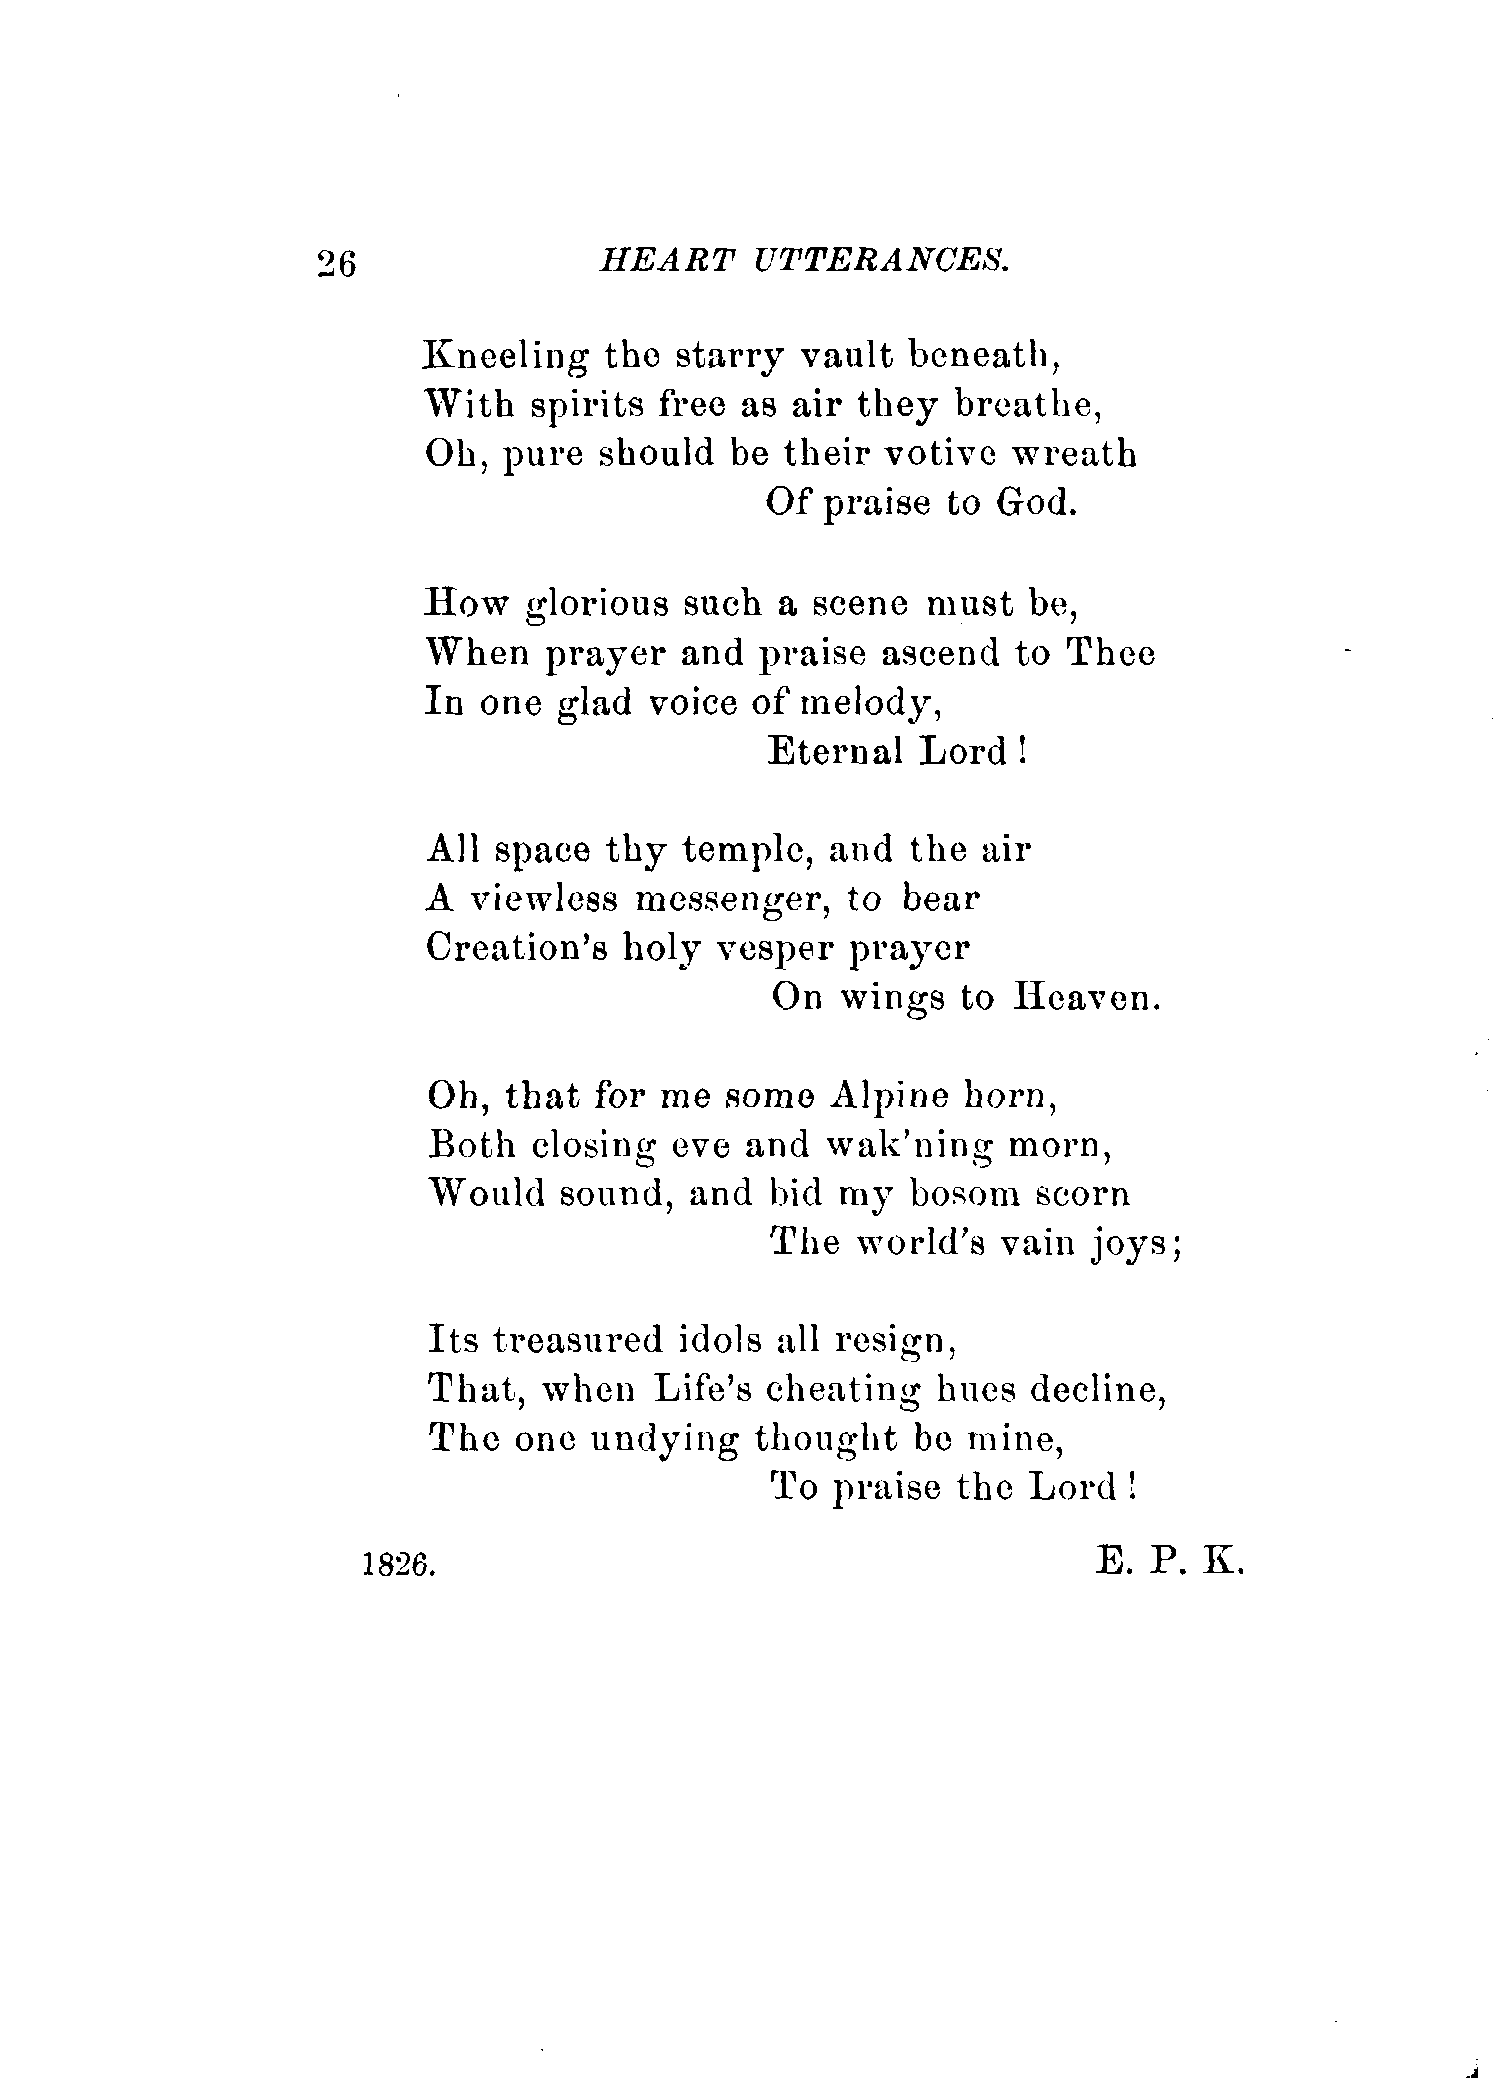 26 HEART UTTERANCES.
Kneeling the starry vault beneath,
With spirits free as air they breathe,
Oh, pure should be their votive wreath
Of praise to God.
How glorious such a scene must be,
When prayer and praise ascend to Thee
In one glad voice of melody,
Eternal Lord !
All space thy temple, and the air
A viewless messenger, to bear
Creation's holy vesper prayer
On wings to Heaven.
Oh, that for me some Alpine horn,
Both closing eve and wak'ning morn,
Would sound, and bid my bosom scorn
The world's vain joys;
Its treasured idols all resign,
That, when Life's cheating hues decline,
The one undying thought be mine,
To praise the Lord !
1826. E. P. K.